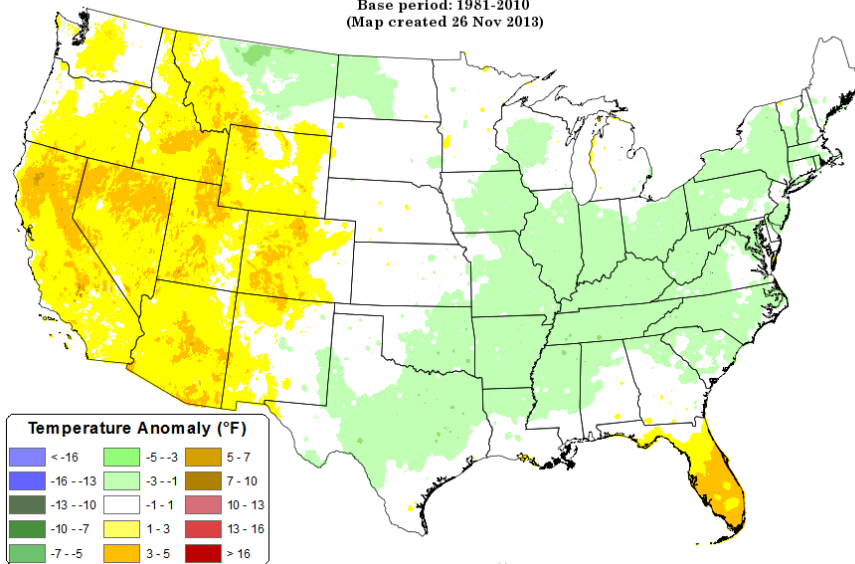 Base period: 1981-2010
(Map created 26 Nov 2013)
Temperature Anomaly (°F)
< -16
-5 - -3
5 - 7
-16 - -13
-3 - -1
7 - 10
-13 - -10
-1 - 1
10 - 13
-10 - -7
1 - 3
13 - 16
-7 - -5
3 - 5
> 16